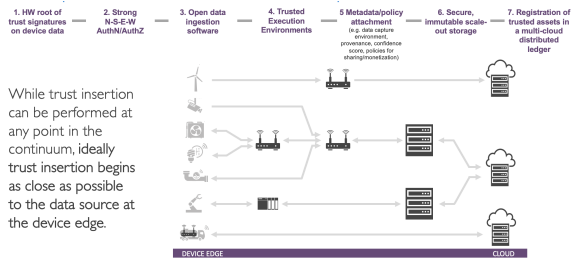 1. HW root of
trust signatures
on device data
2. Strong
N-S-E-W
AuthN/AuthZ
3. Open data
ingestion
software
4. Trusted
Execution
Environments
5 Metadata/policy
attachment
(e.g. data capture
environment,
provenance, confidence
score, policies for
sharing/monetization)
6. Secure,
immutable scale-
out storage
7. Registration of
trusted assets in
a multi-cloud
distributed
ledger
While trust insertion
can be performed at
any point in the
continuum, ideally
trust insertion begins
as close as possible
to the data source at
the device edge.
DEVICE EDGE
CLOUD